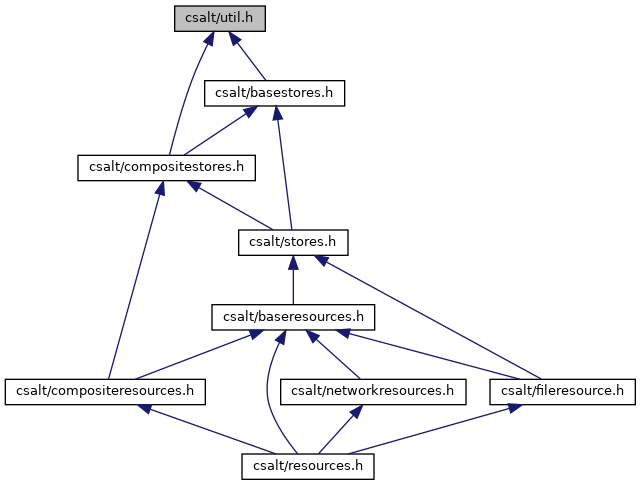 csalt/util.h
csalt/basestores.h
csalt/compositestores.h
csalt/stores.h
csalt/baseresources.h
csalt/compositeresources.h
csalt/networkresources.h
csalt/fileresource.h
csalt/resources.h